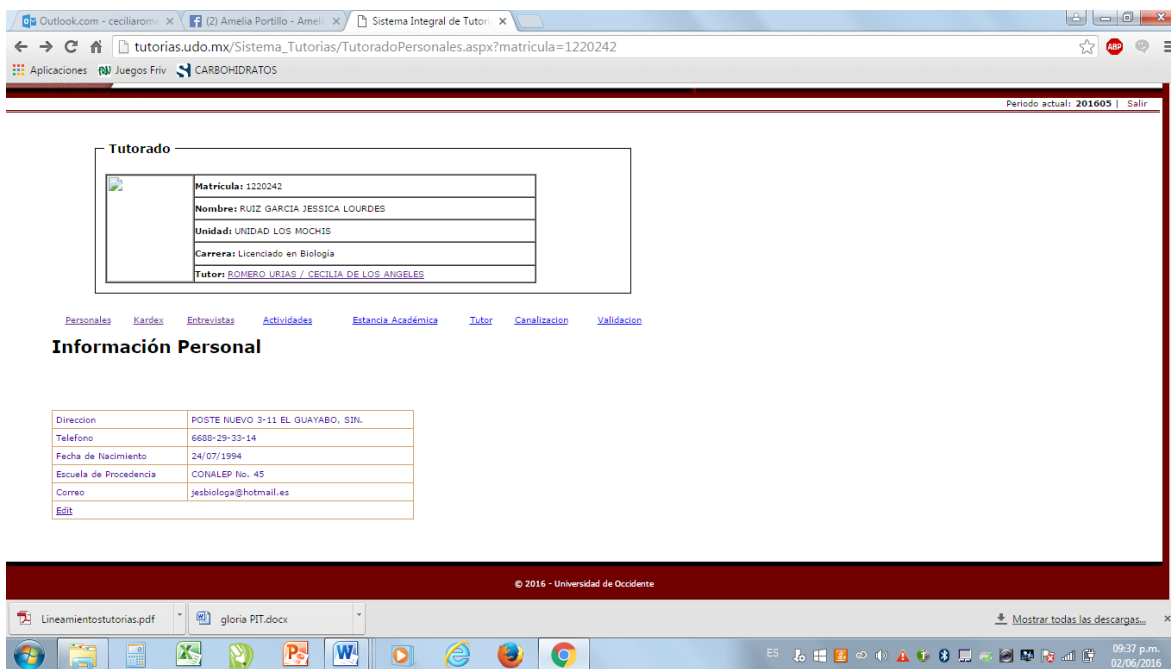 Outlook.com - ceciliarome
(2) Amelia Portillo - Ameli
Sistema Integral de Tutori
tutorias.udo.mx/Sistema_Tutorias/TutoradoPersonales.aspx?matricula=1220242
ABP
Aplicaciones Juegos Friv CARBOHIDRATOS
Periodo actual: 201605 | Salir
Tutorado
Matrícula: 1220242
Nombre: RUIZ GARCIA JESSICA LOURDES
Unidad: UNIDAD LOS MOCHIS
Carrera: Licenciado en Biología
Tutor: ROMERO URIAS / CECILIA DE LOS ANGELES
Personales Kardex Entrevistas Actividades Estancia Académica Tutor Canalizacion Validacion
Información Personal
Direccion POSTE NUEVO 3-11 EL GUAYABO, SIN.
Telefono 6688-29-33-14
Fecha de Nacimiento 24/07/1994
Escuela de Procedencia CONALEP No. 45
Correo jesbiologa@hotmail.es
Edit
© 2016 - Universidad de Occidente
Lineamientostutorias.pdf gloria PIT.docx Mostrar todas las descargas...
ES 09:37 p.m.
02/06/2016